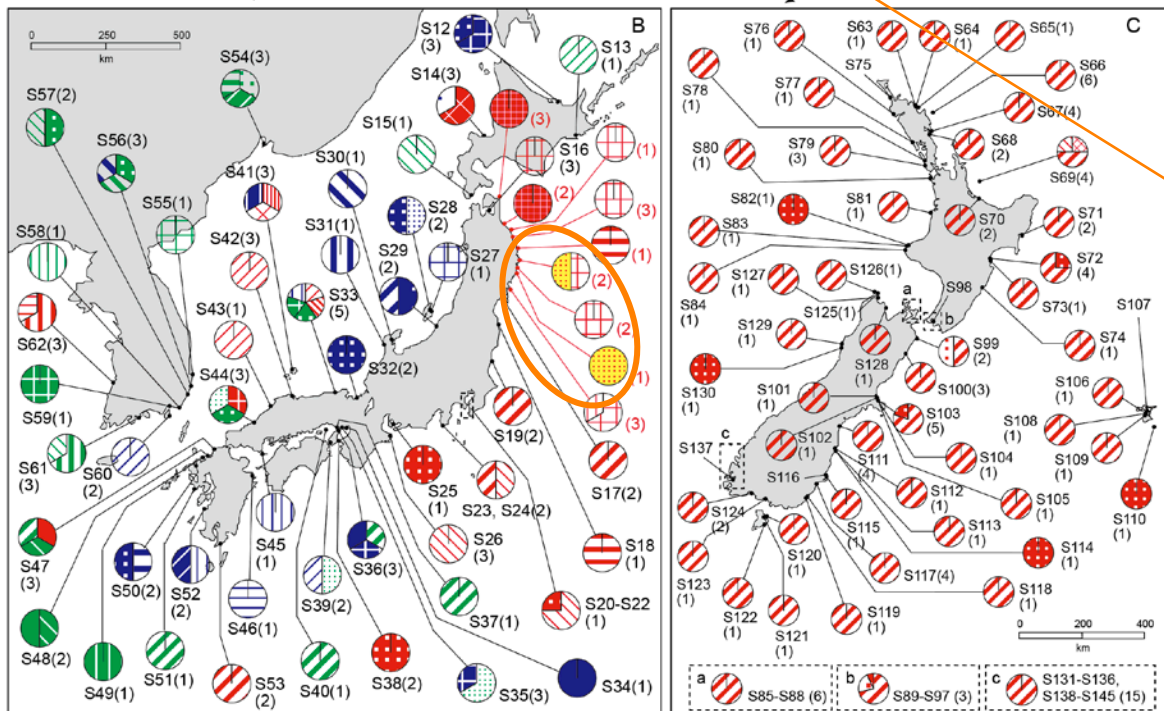 B
0 250 500
km
S12
(3)
S13
(1)
S14(3)
S15(1)
S16
(3)
(3)
(1)
(2)
(3)
(1)
(2)
(2)
(1)
(3)
S54(3)
S57(2)
S56(3)
S55(1)
S58(1)
S62(3)
S59(1)
S61
(3)
S60
(2)
S41(3)
S42(3)
S43(1)
S44(3)
S30(1)
S31(1)
S33
(5)
S28
(2)
S29
(2)
S27
(1)
S32(2)
S19(2)
S17(2)
S25
(1)
S23, S24(2)
S26
(3)
S18
(1)
S20-S22
(1)
S47
(3)
S48(2)
S49(1)
S50(2)
S51(1)
S52
(2)
S53
(2)
S45
(1)
S46(1)
S39(2)
S40(1)
S36(3)
S37(1)
S38(2)
S35(3)
S34(1)
C
S76
(1)
S63
(1)
S64
(1)
S65(1)
S66
(6)
S75
S77
(1)
S78
(1)
S67(4)
S68
(2)
S69(4)
S79
(3)
S80
(1)
S81
(1)
S82(1)
S83
(1)
S84
(1)
S70
(2)
S71
(2)
S72
(4)
S73(1)
S74
(1)
S98
S99
(2)
S100(3)
S126(1)
S127
(1)
S125(1)
S129
(1)
S128
(1)
S130
(1)
a
b
c
S101
(1)
S102
(1)
S103
(5)
S104
(1)
S105
(1)
S107
S106
(1)
S108
(1)
S109
(1)
S110
(1)
S111
(4)
S112
(1)
S113
(1)
S114
(1)
S115
(1)
S116
S117(4)
S118
(1)
S119
(1)
S120
(1)
S121
(1)
S122
(1)
S123
(1)
S124
(2)
S137
0 200 400
km
a
S85-S88 (6)
b
S89-S97 (3)
c
S131-S136,
S138-S145 (15)